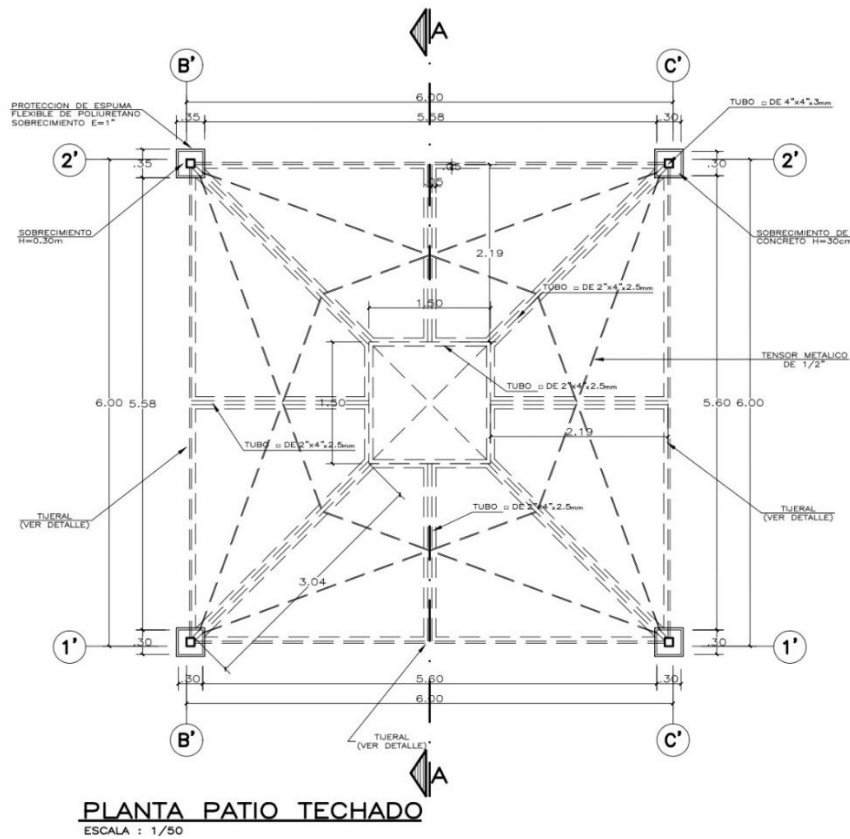 A
B'
C'
PROTECCION DE ESPUMA
FLEXIBLE DE POLIURETANO
SOBRECIMIENTO E=1"
6.00
TUBO □ DE 4"x4"x3mm
.35
5.58
.30
2'
.35
.05
.05
.30
2'
SOBRECIMIENTO
H=0.30m
SOBRECIMIENTO DE
CONCRETO H=30cm
2.19
TUBO □ DE 2"x4"x2.5mm
1.50
TENSOR METALICO
DE 1/2"
TUBO □ DE 2"x4"x2.5mm
6.00
5.58
1.50
5.60
6.00
2.19
TUBO □ DE 2"x4"x2.5mm
TIJERAL
(VER DETALLE)
TUBO □ DE 2"x4"x2.5mm
TIJERAL
(VER DETALLE)
3.04
1'
.30
.30
1'
.30
5.60
.30
6.00
B'
TIJERAL
(VER DETALLE)
C'
A
PLANTA PATIO TECHADO
ESCALA : 1/50